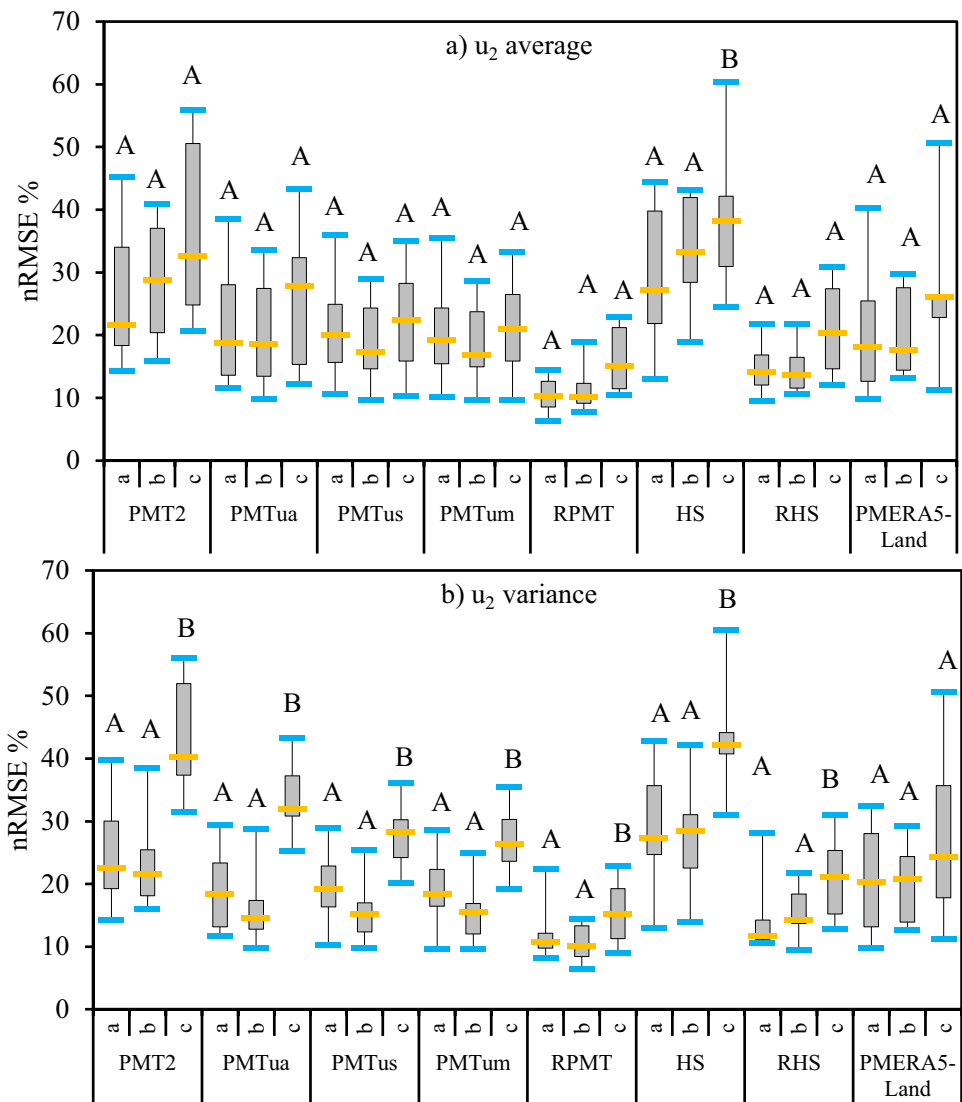 70
60
50
40
30
20
10
0
nRMSE %
a) u₂ average
A A A A A A A A A A A A A A A A A B A A A A A A
a b c a b c a b c a b c a b c a b c a b c a b c
PMT2 PMTua PMTus PMTum RPMT HS RHS PMERA5-
Land
70
60
50
40
30
20
10
0
nRMSE %
b) u₂ variance
A A B A A B A A B A A B A A B A A B A A B A A A
a b c a b c a b c a b c a b c a b c a b c a b c
PMT2 PMTua PMTus PMTum RPMT HS RHS PMERA5-
Land